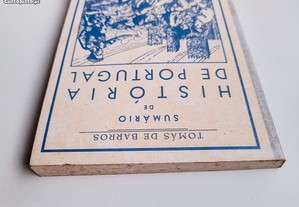 TOMÁS DE BARROS
SUMÁRIO
DE
HISTÓRIA
DE PORTUGAL